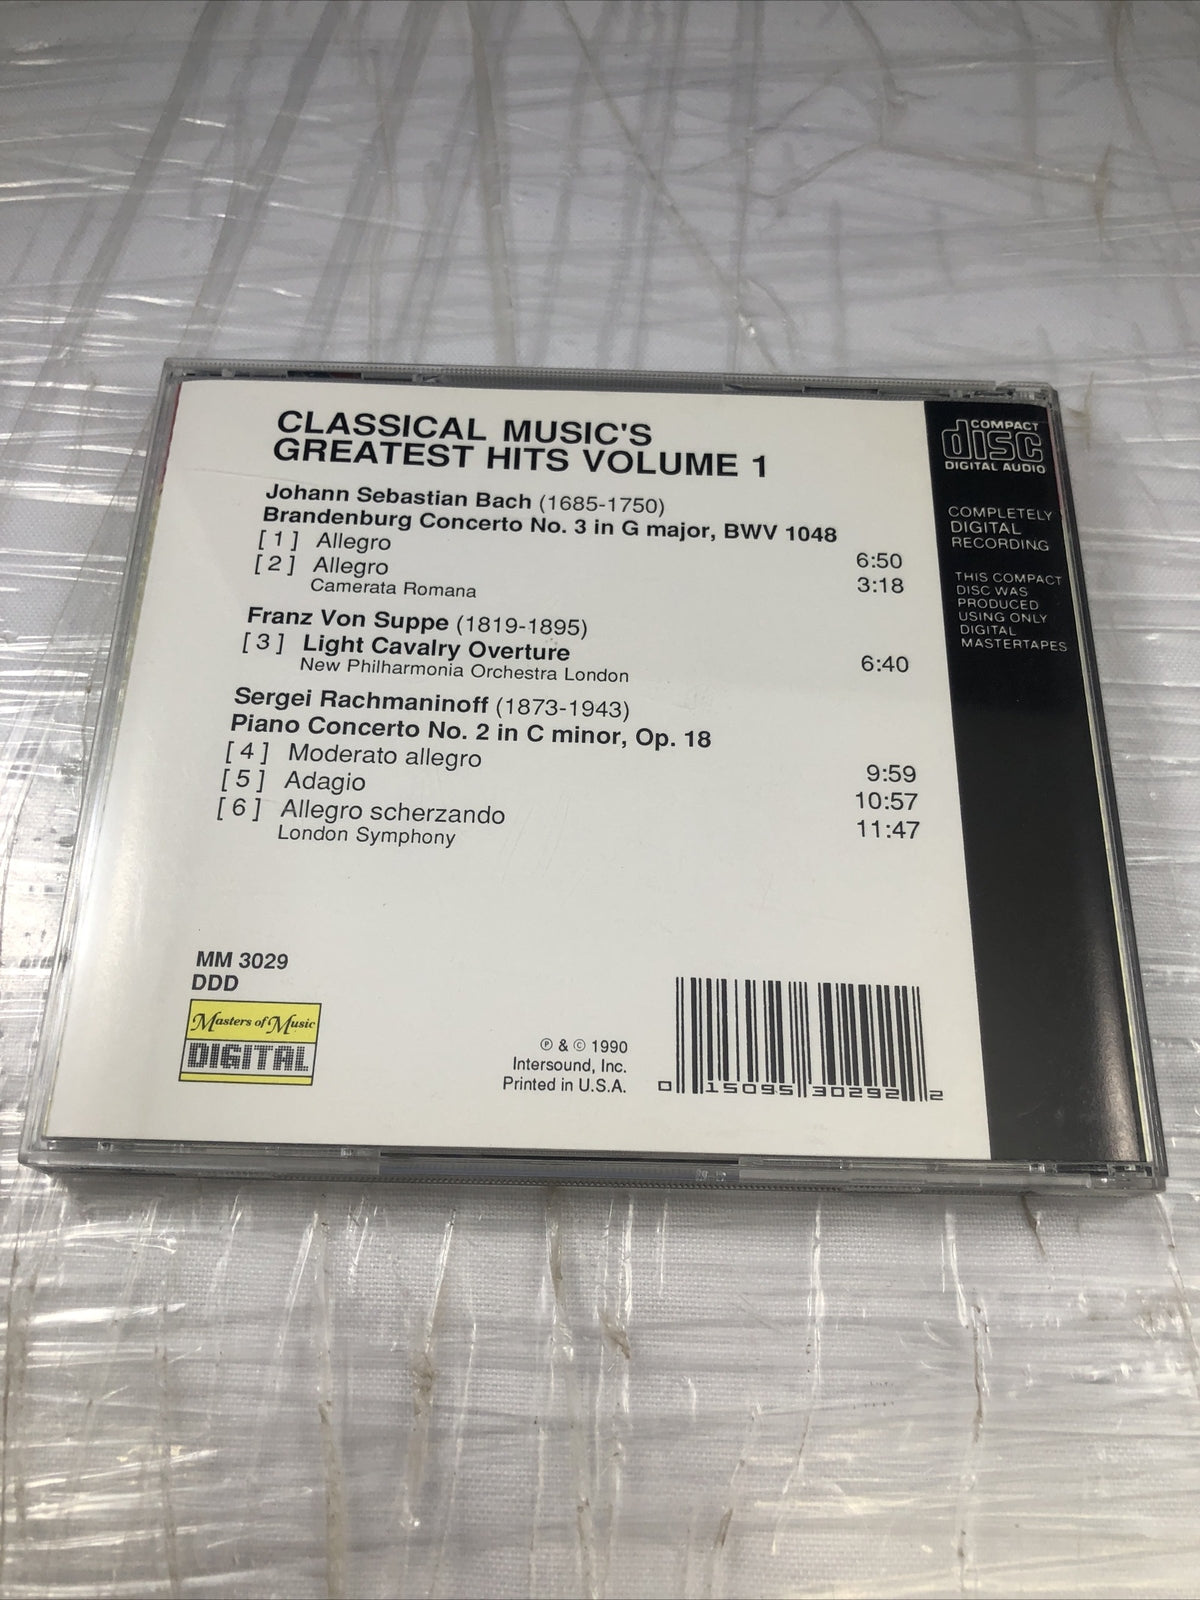 CLASSICAL MUSIC'S
GREATEST HITS VOLUME 1
Johann Sebastian Bach (1685-1750)
Brandenburg Concerto No. 3 in G major, BWV 1048
[ 1 ] Allegro 6:50
[ 2 ] Allegro 3:18
Camerata Romana
Franz Von Suppe (1819-1895)
[ 3 ] Light Cavalry Overture 6:40
New Philharmonia Orchestra London
Sergei Rachmaninoff (1873-1943)
Piano Concerto No. 2 in C minor, Op. 18
[ 4 ] Moderato allegro 9:59
[ 5 ] Adagio 10:57
[ 6 ] Allegro scherzando 11:47
London Symphony
MM 3029
DDD
Masters of Music
DIGITAL
℗ & © 1990
Intersound, Inc.
Printed in U.S.A.
0 15095 30292 2
COMPACT
disc
DIGITAL AUDIO
COMPLETELY
DIGITAL
RECORDING
THIS COMPACT
DISC WAS
PRODUCED
USING ONLY
DIGITAL
MASTERTAPES